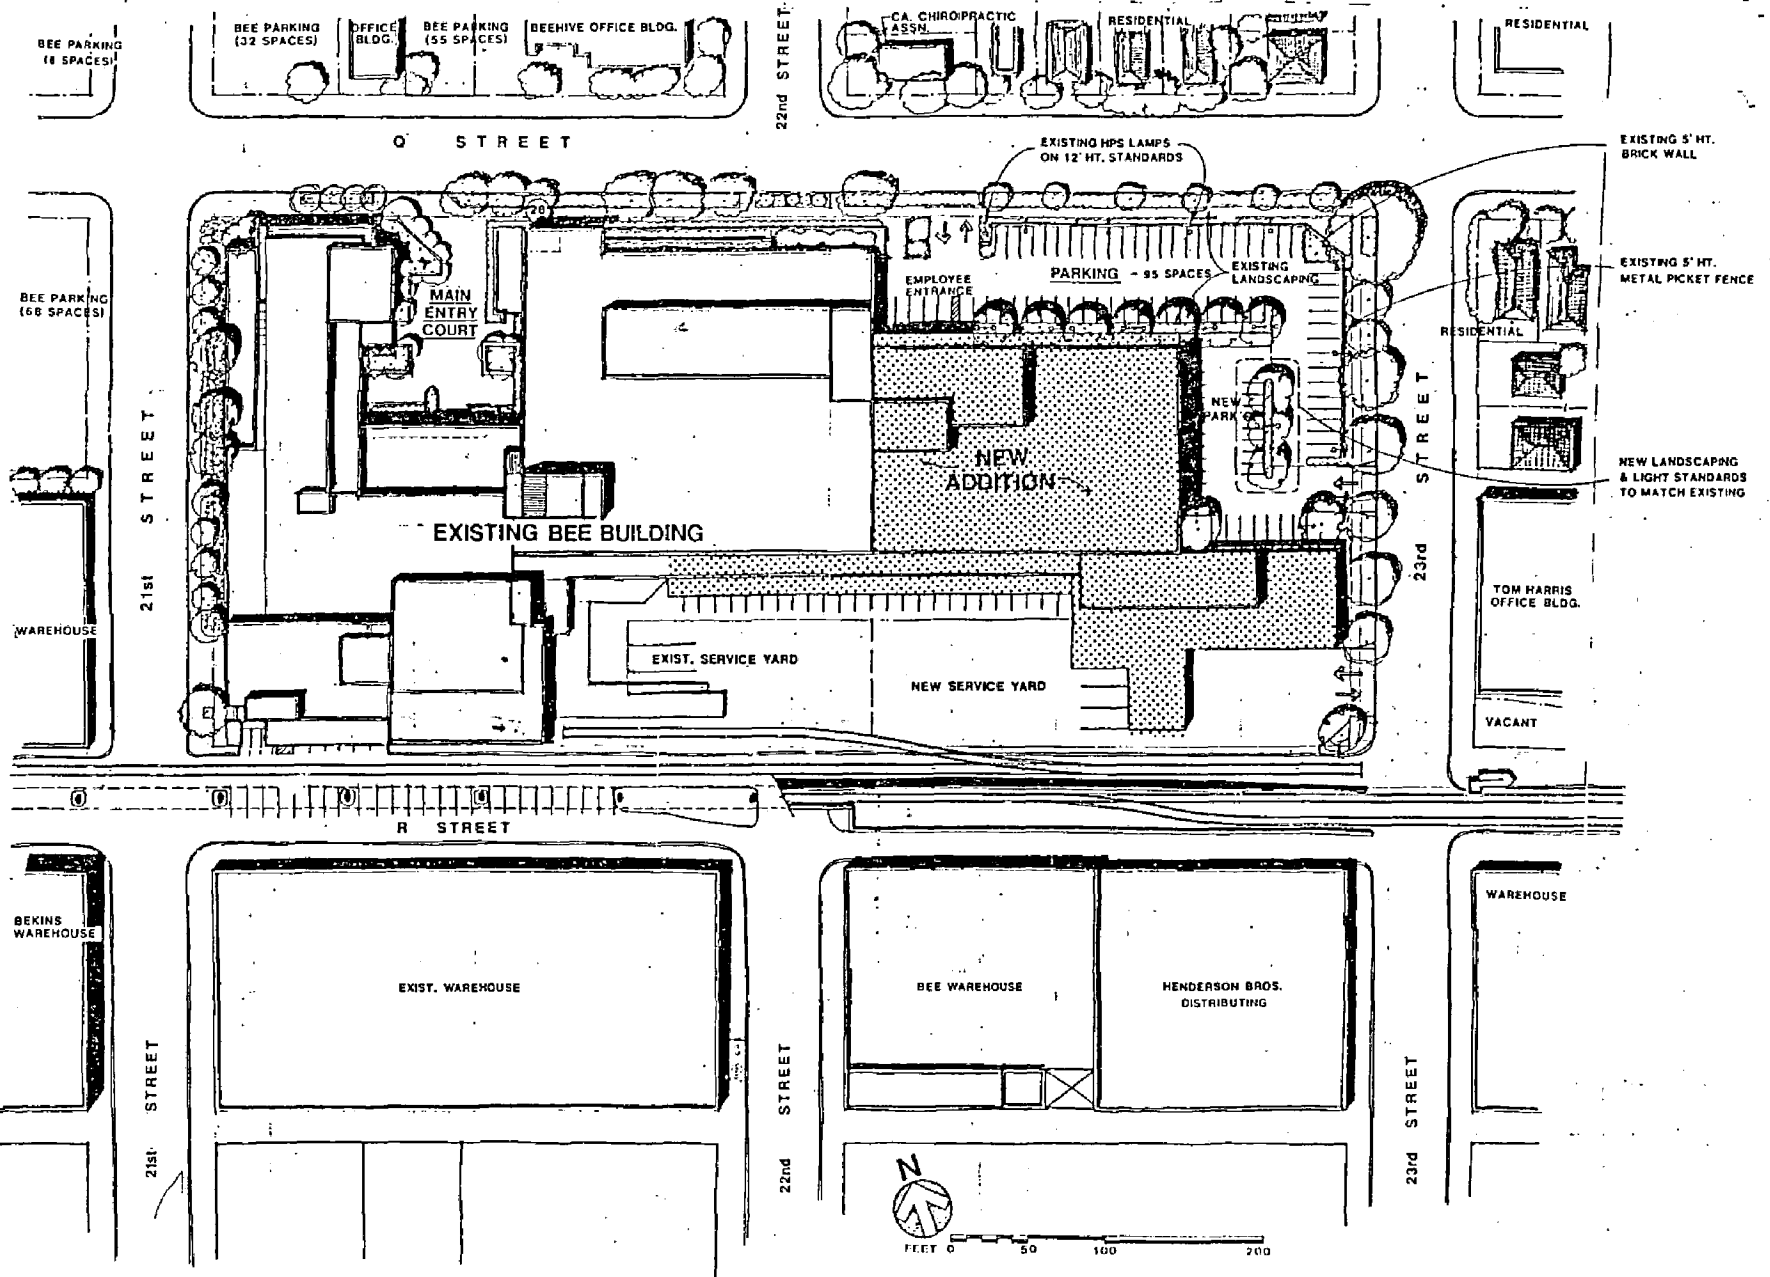 BEE PARKING
(8 SPACES)
BEE PARKING
(32 SPACES)
OFFICE
BLDG.
BEE PARKING
(55 SPACES)
BEEHIVE OFFICE BLDG.
22nd STREET
CA. CHIROPRACTIC
ASSN.
RESIDENTIAL
RESIDENTIAL
Q STREET
EXISTING HPS LAMPS
ON 12' HT. STANDARDS
EXISTING 5' HT.
BRICK WALL
28
BEE PARKING
(68 SPACES)
MAIN
ENTRY
COURT
EMPLOYEE
ENTRANCE
PARKING - 95 SPACES
EXISTING
LANDSCAPING
EXISTING 5' HT.
METAL PICKET FENCE
RESIDENTIAL
NEW
PARK'G
NEW
ADDITION
EXISTING BEE BUILDING
21st STREET
23rd STREET
NEW LANDSCAPING
& LIGHT STANDARDS
TO MATCH EXISTING
WAREHOUSE
TOM HARRIS
OFFICE BLDG.
EXIST. SERVICE YARD
NEW SERVICE YARD
VACANT
R STREET
BEKINS
WAREHOUSE
EXIST. WAREHOUSE
BEE WAREHOUSE
HENDERSON BROS.
DISTRIBUTING
WAREHOUSE
21st STREET
22nd STREET
23rd STREET
N
FEET 0 50 100 200